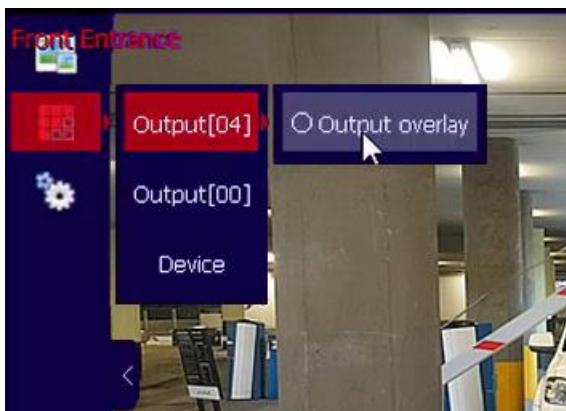 Front Entrance
Output[04]
Output overlay
Output[00]
Device